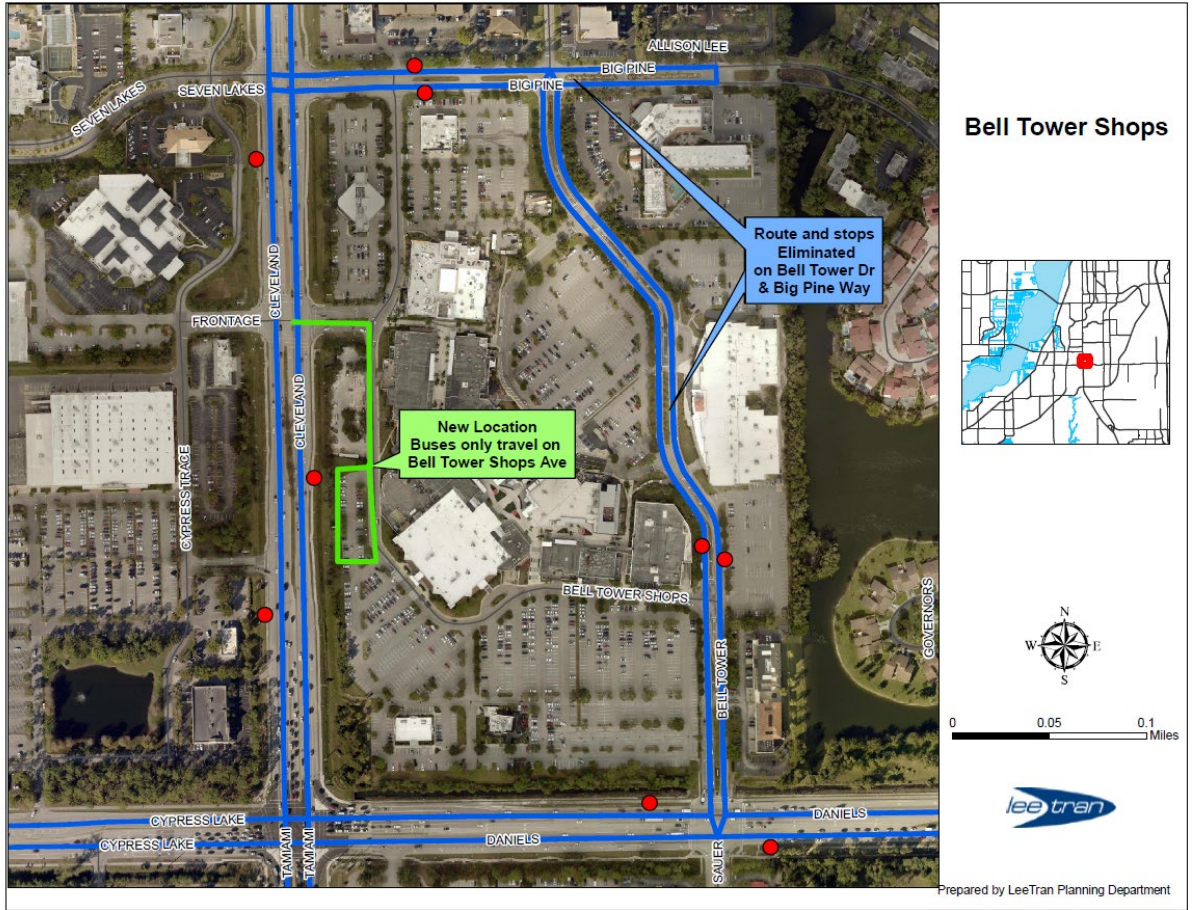 ALLISON LEE
BIG PINE
BIG PINE
SEVEN LAKES
SEVEN LAKES
Bell Tower Shops
Route and stops
Eliminated
on Bell Tower Dr
& Big Pine Way
CLEVELAND
FRONTAGE
CLEVELAND
New Location
Buses only travel on
Bell Tower Shops Ave
CYPRESS TRACE
BELL TOWER SHOPS
GOVERNORS
BELL TOWER
N
W E
S
0 0.05 0.1
Miles
lee tran
CYPRESS LAKE
DANIELS
CYPRESS LAKE
DANIELS
TAMIAMI
TAMIAMI
SAUER
Prepared by LeeTran Planning Department